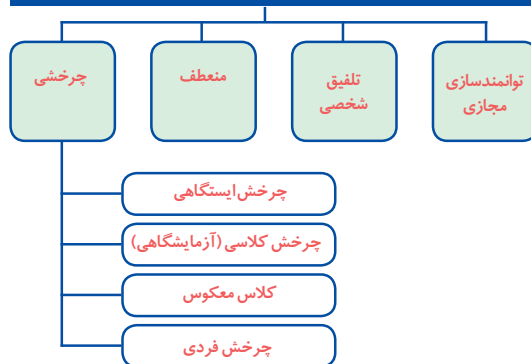 توانمندسازی
مجازی
تلفیق
شخصی
منعطف
چرخشی
چرخش ایستگاهی
چرخش کلاسی (آزمایشگاهی)
کلاس معکوس
چرخش فردی